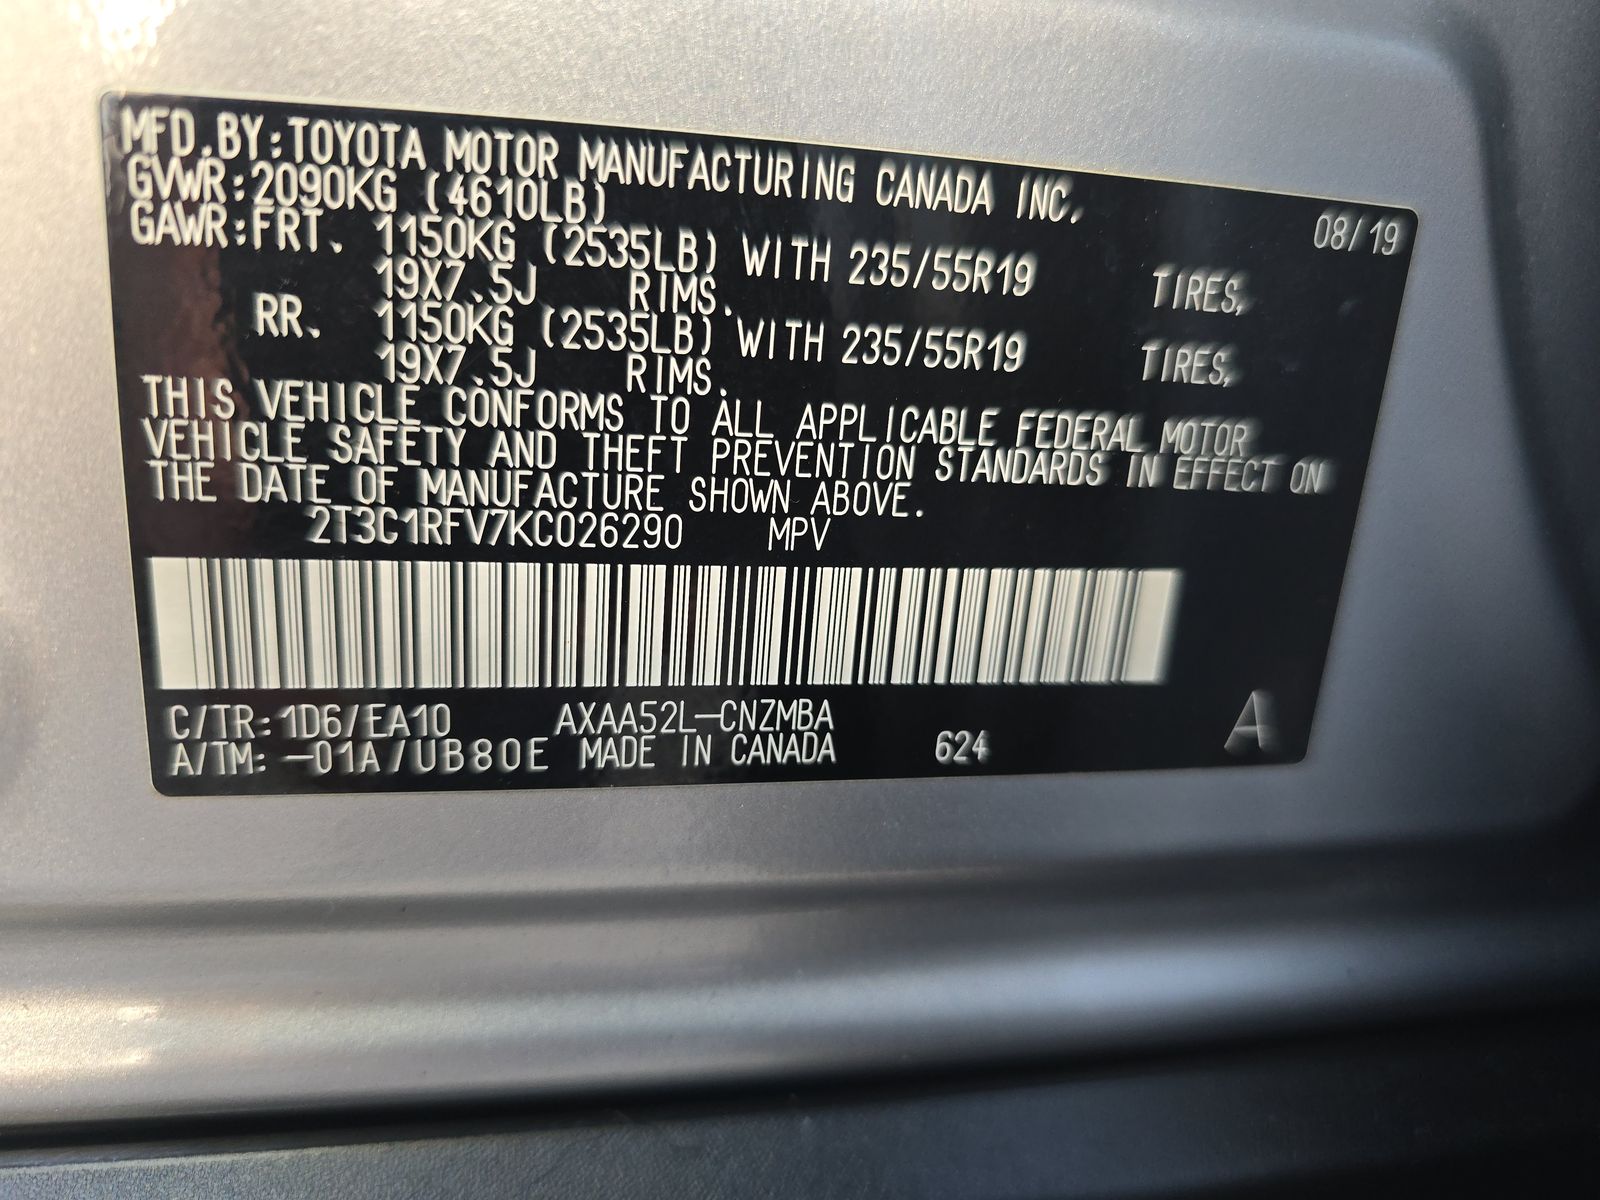 MFD.BY:TOYOTA MOTOR MANUFACTURING CANADA INC. 08/19
GVWR:2090KG (4610LB)
GAWR:FRT. 1150KG (2535LB) WITH 235/55R19 TIRES,
19X7.5J RIMS.
RR. 1150KG (2535LB) WITH 235/55R19 TIRES,
19X7.5J RIMS.
THIS VEHICLE CONFORMS TO ALL APPLICABLE FEDERAL MOTOR
VEHICLE SAFETY AND THEFT PREVENTION STANDARDS IN EFFECT ON
THE DATE OF MANUFACTURE SHOWN ABOVE.
2T3C1RFV7KC026290 MPV
C/TR:1D6/EA10 AXAA52L-CNZMBA
A/TM:-01A/UB80E MADE IN CANADA 624 A